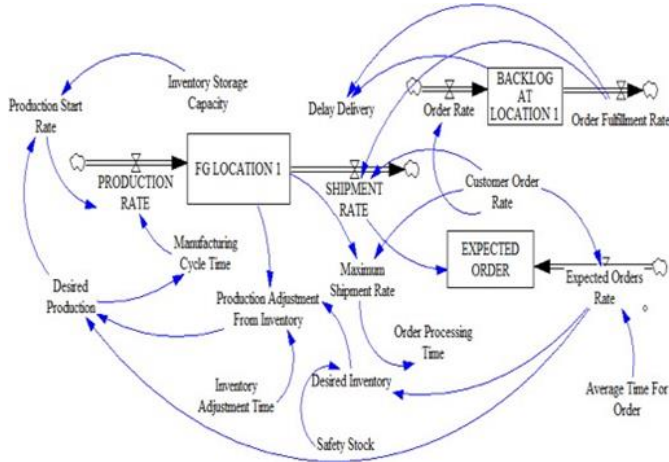 BACKLOG
AT
LOCATION 1
Delay Delivery
Order Rate
Order Fulfillment Rate
Inventory Storage
Capacity
Production Start
Rate
FG LOCATION 1
PRODUCTION
RATE
SHIPMENT
RATE
Customer Order
Rate
Manufacturing
Cycle Time
EXPECTED
ORDER
Maximum
Shipment Rate
Expected Orders
Rate
Desired
Production
Production Adjustment
From Inventory
Order Processing
Time
Inventory
Adjustment Time
Desired Inventory
Average Time For
Order
Safety Stock